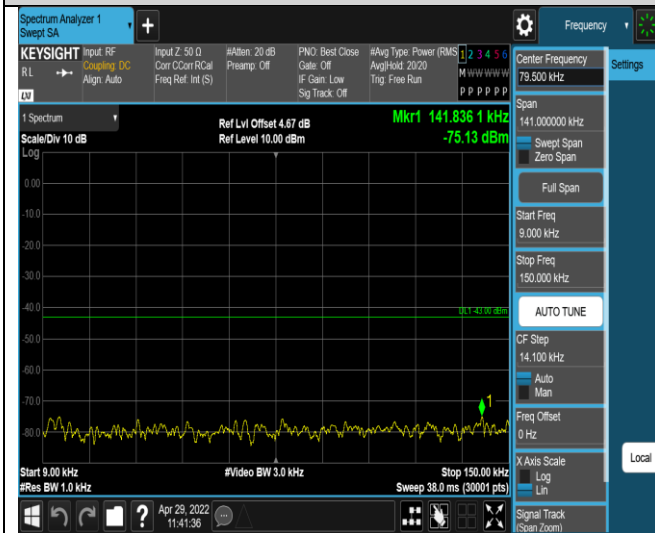 Spectrum Analyzer 1
Swept SA
+
Frequency
KEYSIGHT
RL
LXI
Input: RF
Coupling: DC
Align: Auto
Input Z: 50 Ω
Corr CCorr RCal
Freq Ref: Int (S)
#Atten: 20 dB
Preamp: Off
PNO: Best Close
Gate: Off
IF Gain: Low
Sig Track: Off
#Avg Type: Power (RMS
Avg|Hold: 20/20
Trig: Free Run
1 2 3 4 5 6
M W W W W W
P P P P P P
1 Spectrum
Scale/Div 10 dB
Log
Ref Lvl Offset 4.67 dB
Ref Level 10.00 dBm
Mkr1 141.836 1 kHz
-75.13 dBm
0.00
-10.0
-20.0
-30.0
-40.0
DL1 -43.00 dBm
-50.0
-60.0
-70.0
1
-80.0
Start 9.00 kHz
#Res BW 1.0 kHz
#Video BW 3.0 kHz
Stop 150.00 kHz
Sweep 38.0 ms (30001 pts)
?
Apr 29, 2022
11:41:36
Center Frequency
79.500 kHz
Settings
Span
141.000000 kHz
Swept Span
Zero Span
Full Span
Start Freq
9.000 kHz
Stop Freq
150.000 kHz
AUTO TUNE
CF Step
14.100 kHz
Auto
Man
Freq Offset
0 Hz
X Axis Scale
Log
Lin
Local
Signal Track
(Span Zoom)